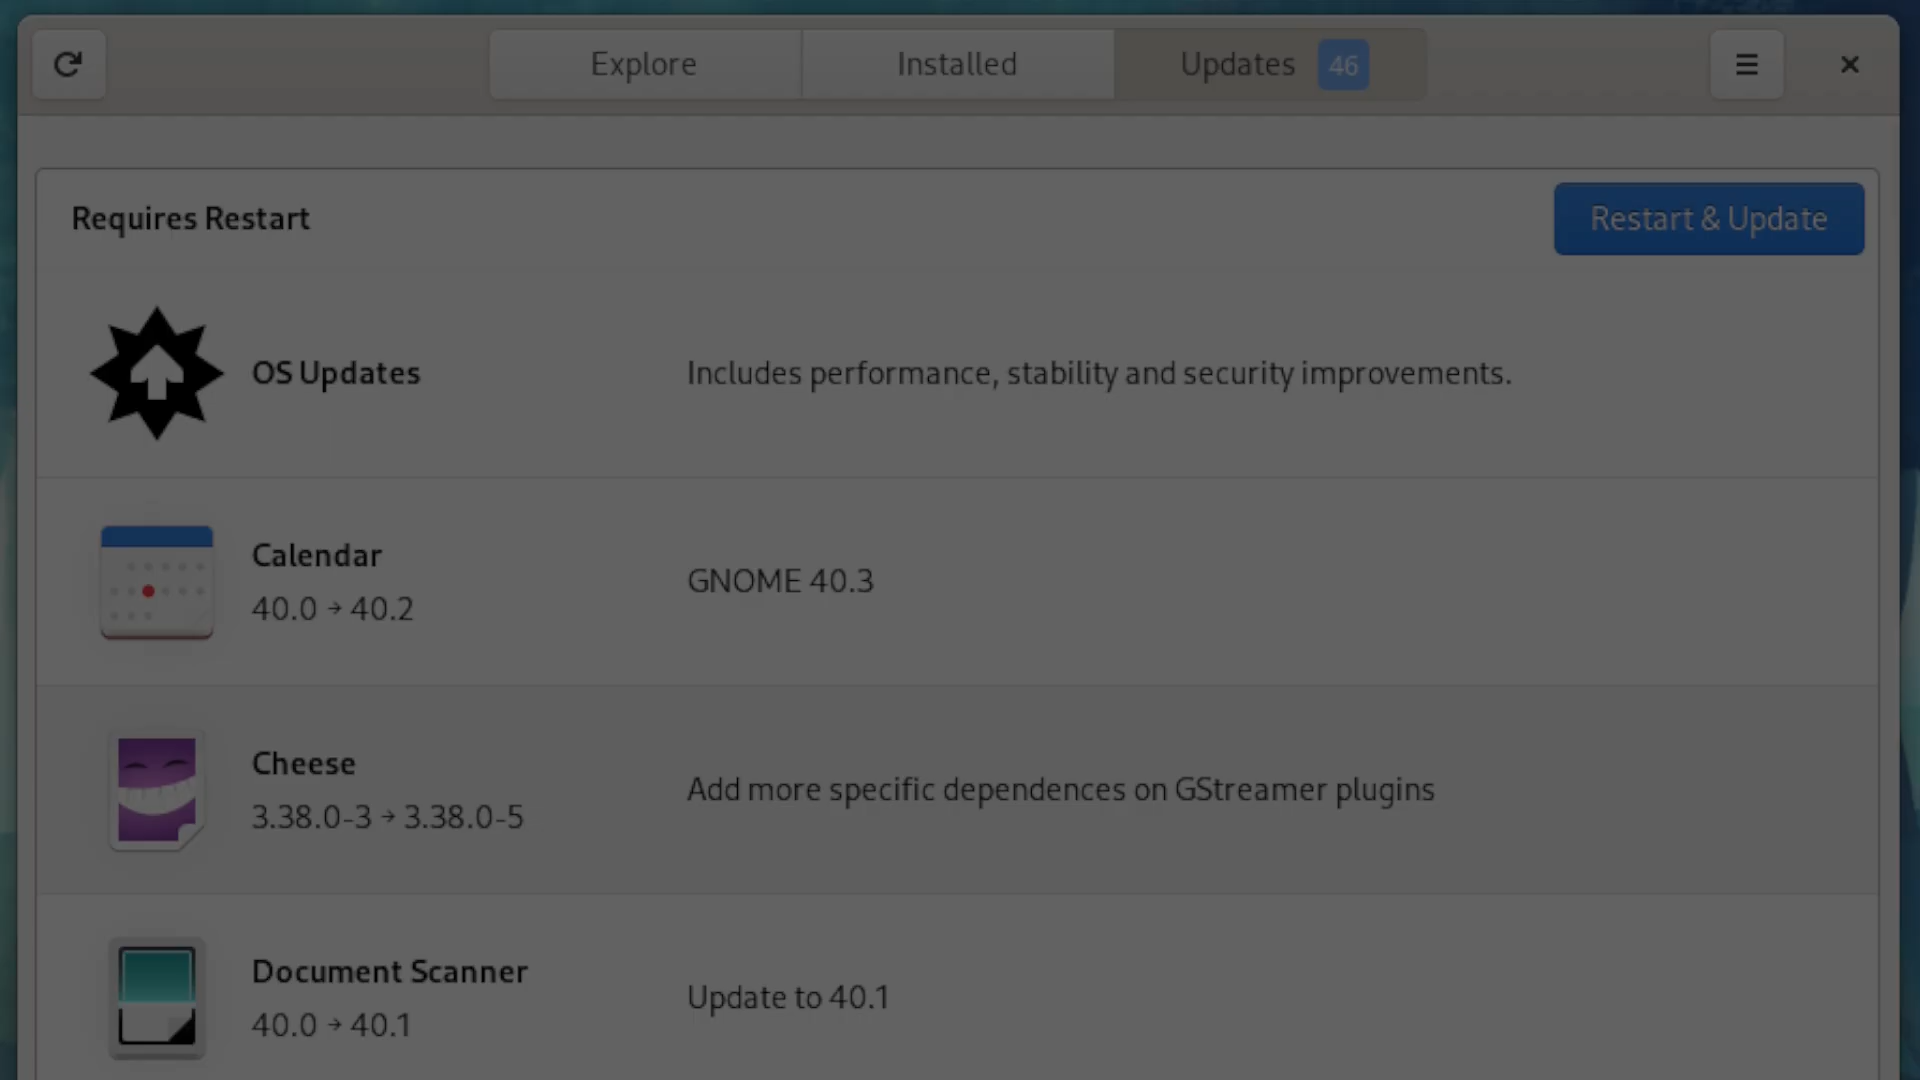 Explore Installed Updates 46
Requires Restart Restart & Update
OS Updates Includes performance, stability and security improvements.
Calendar
40.0 → 40.2
GNOME 40.3
Cheese
3.38.0-3 → 3.38.0-5
Add more specific dependences on GStreamer plugins
Document Scanner
40.0 → 40.1
Update to 40.1